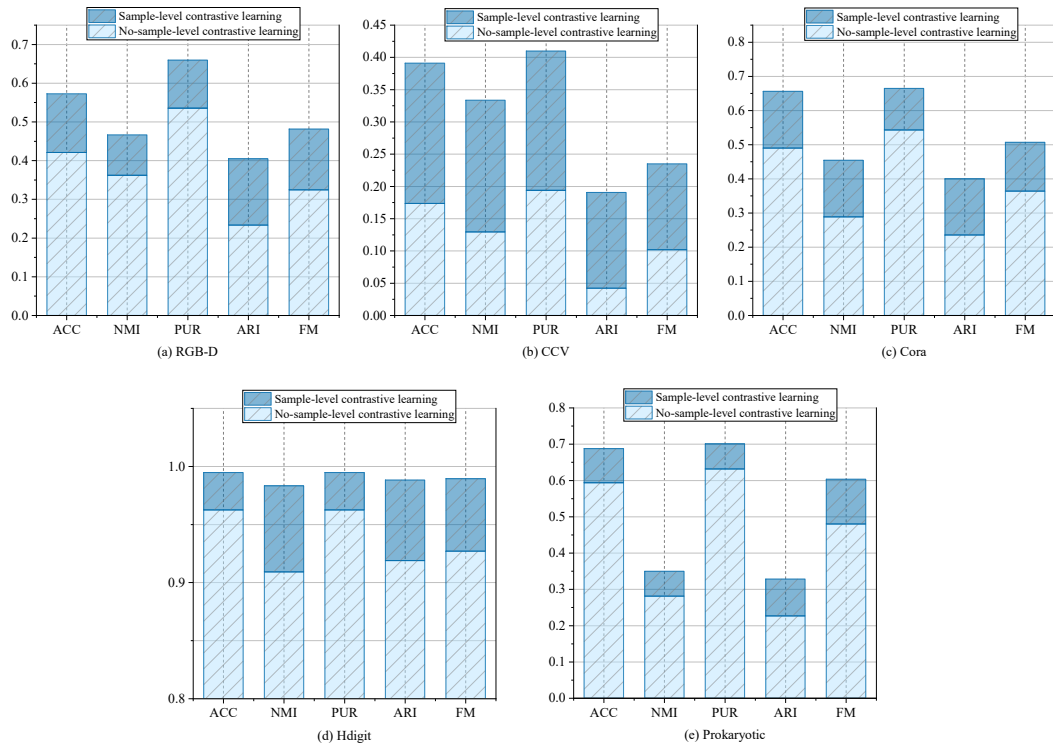 Sample-level contrastive learning
No-sample-level contrastive learning
0.7
0.6
0.5
0.4
0.3
0.2
0.1
0.0
ACC NMI PUR ARI FM
(a) RGB-D
Sample-level contrastive learning
No-sample-level contrastive learning
0.45
0.40
0.35
0.30
0.25
0.20
0.15
0.10
0.05
0.00
ACC NMI PUR ARI FM
(b) CCV
Sample-level contrastive learning
No-sample-level contrastive learning
0.8
0.7
0.6
0.5
0.4
0.3
0.2
0.1
0.0
ACC NMI PUR ARI FM
(c) Cora
Sample-level contrastive learning
No-sample-level contrastive learning
1.0
0.9
0.8
ACC NMI PUR ARI FM
(d) Hdigit
Sample-level contrastive learning
No-sample-level contrastive learning
0.8
0.7
0.6
0.5
0.4
0.3
0.2
0.1
0.0
ACC NMI PUR ARI FM
(e) Prokaryotic